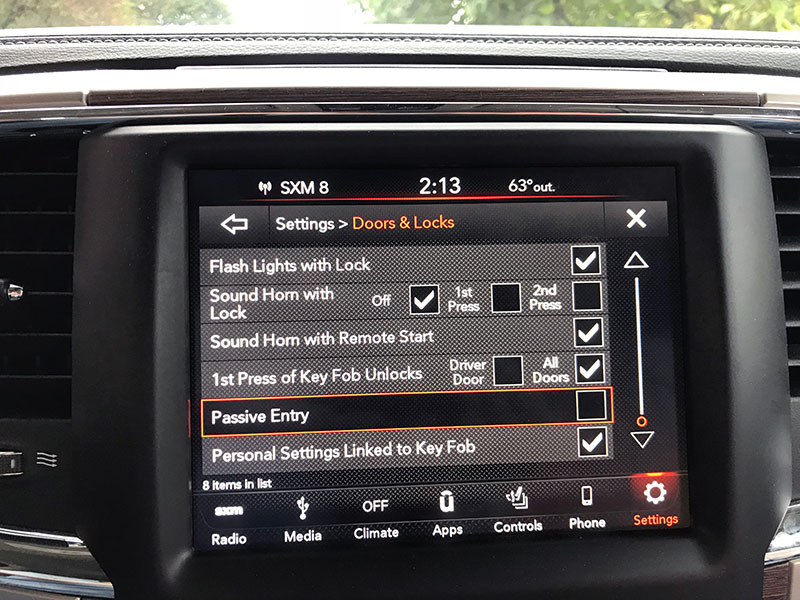 SXM 8 2:13 63°out.
Settings > Doors & Locks
Flash Lights with Lock
Sound Horn with
Lock
Off
1st
Press
2nd
Press
Sound Horn with Remote Start
1st Press of Key Fob Unlocks
Driver
Door
All
Doors
Passive Entry
Personal Settings Linked to Key Fob
8 items in list
sxm
Radio
Media
OFF
Climate
û
Apps
Controls
Phone
Settings